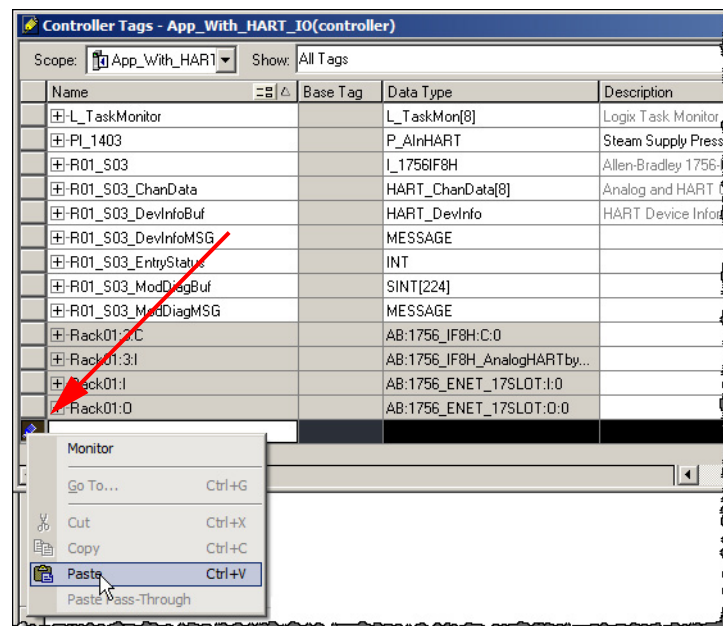 Controller Tags - App_With_HART_IO(controller)
Scope: App_With_HART Show: All Tags
Name Base Tag Data Type Description
L_TaskMonitor L_TaskMon[8] Logix Task Monitor
PI_1403 P_AInHART Steam Supply Press
R01_S03 I_1756IF8H Allen-Bradley 1756-
R01_S03_ChanData HART_ChanData[8] Analog and HART
R01_S03_DevInfoBuf HART_DevInfo HART Device Infor
R01_S03_DevInfoMSG MESSAGE
R01_S03_EntryStatus INT
R01_S03_ModDiagBuf SINT[224]
R01_S03_ModDiagMSG MESSAGE
Rack01:3:C AB:1756_IF8H:C:0
Rack01:3:I AB:1756_IF8H_AnalogHARTby...
Rack01:I AB:1756_ENET_17SLOT:I:0
Rack01:O AB:1756_ENET_17SLOT:O:0
Monitor
Go To... Ctrl+G
Cut Ctrl+X
Copy Ctrl+C
Paste Ctrl+V
Paste Pass-Through